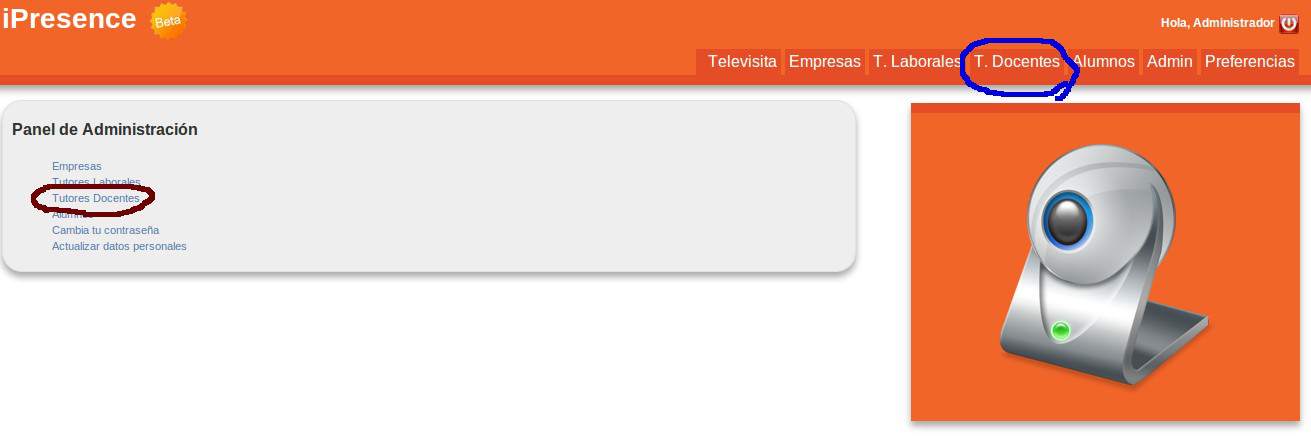 iPresence Beta
Hola, Administrador
Televisita Empresas T. Laborales T. Docentes Alumnos Admin Preferencias
Panel de Administración
Empresas
Tutores Laborales
Tutores Docentes
Alumnos
Cambia tu contraseña
Actualizar datos personales